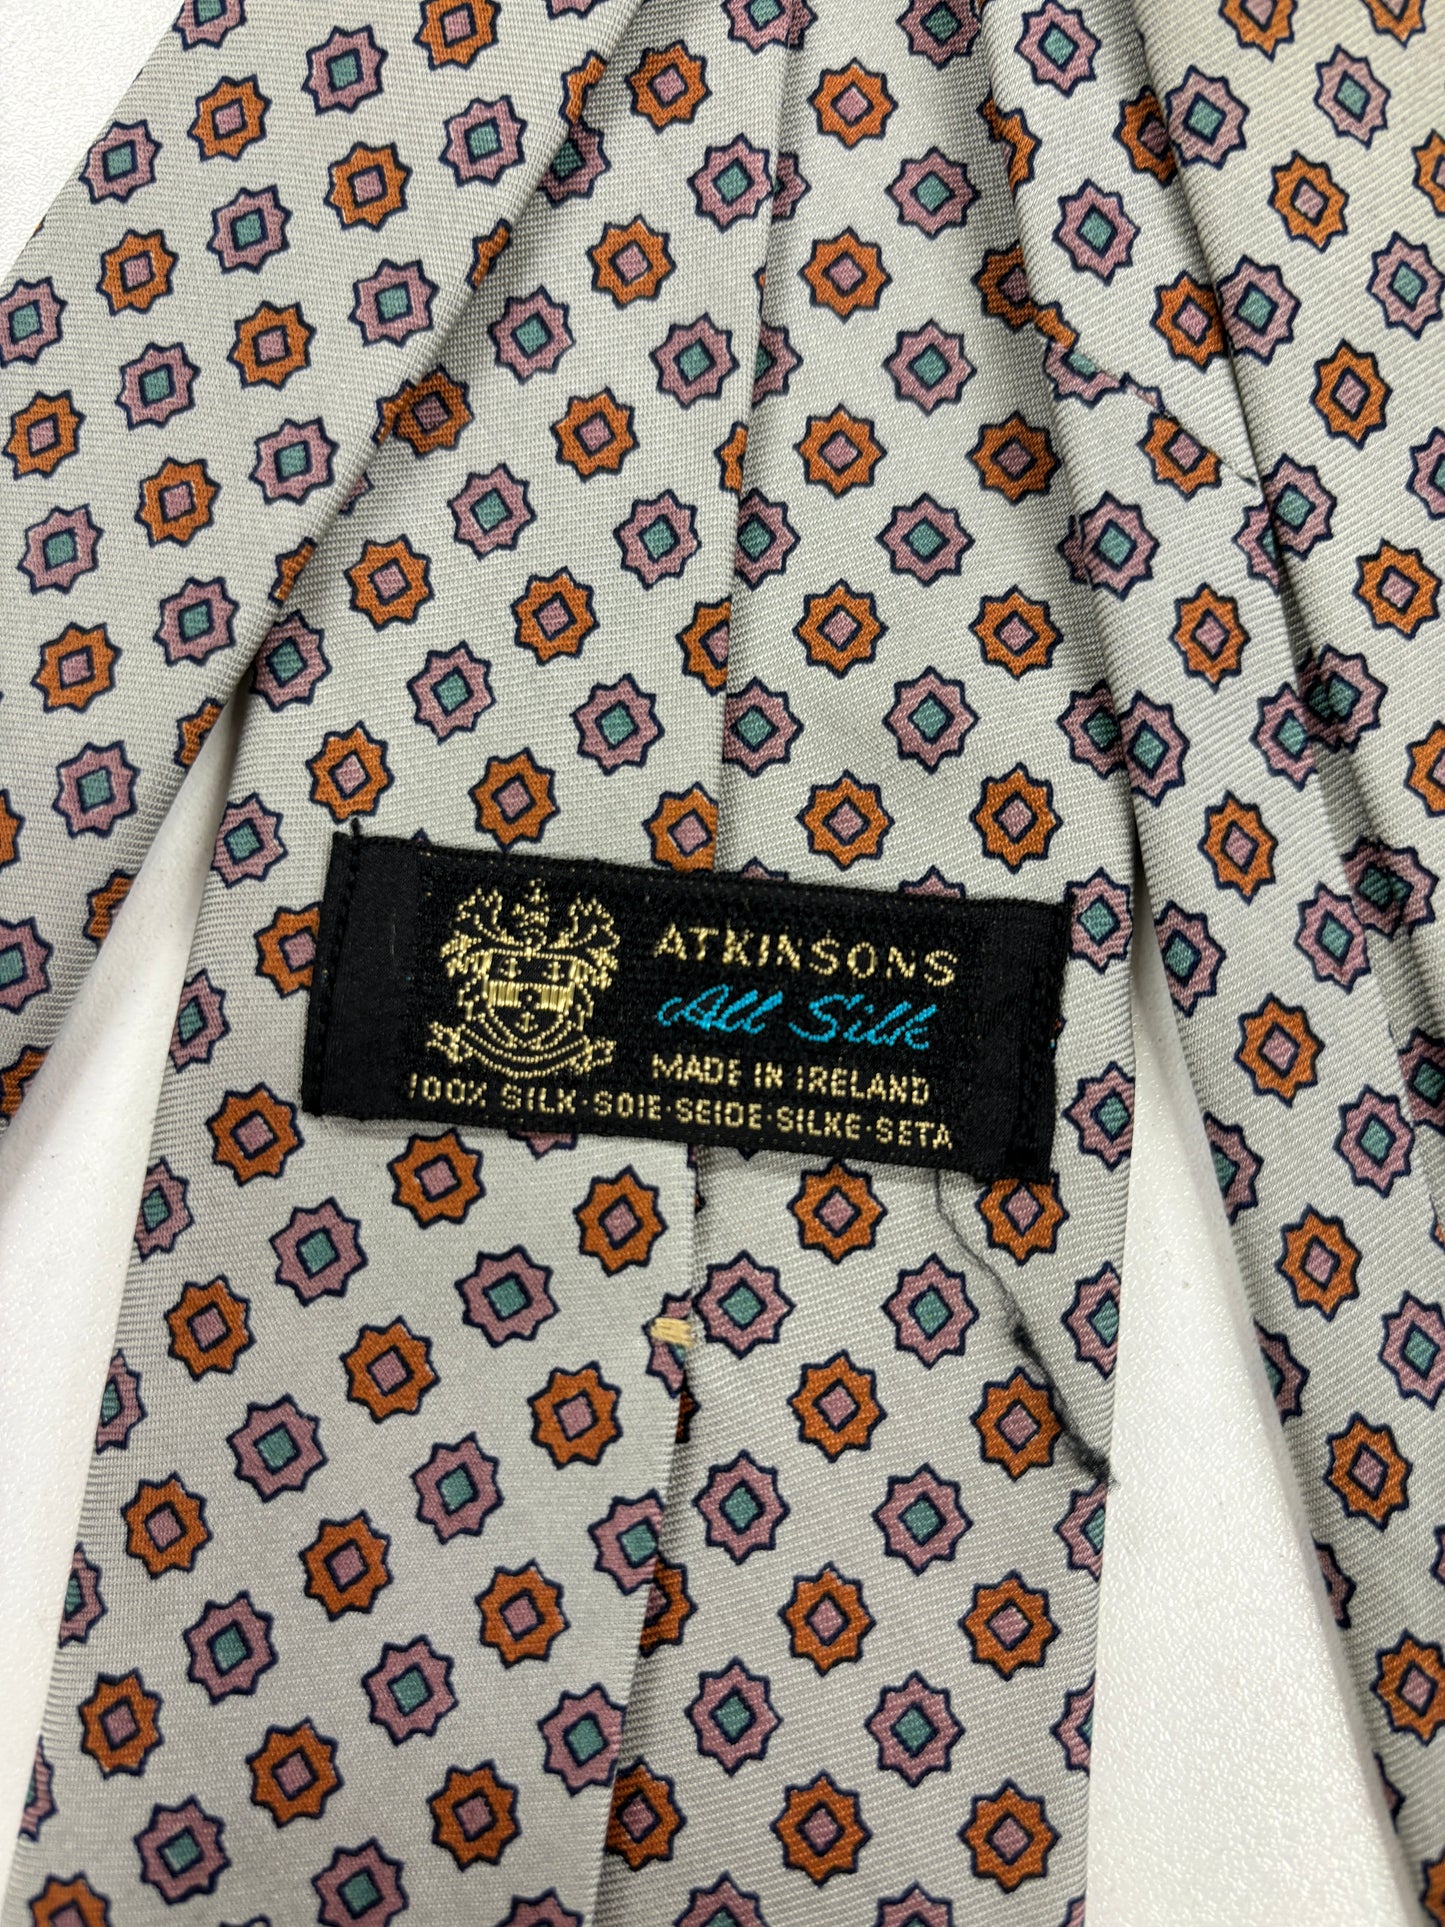 ATKINSONS
All Silk
MADE IN IRELAND
100% SILK·SOIE·SEIDE·SILKE·SETA